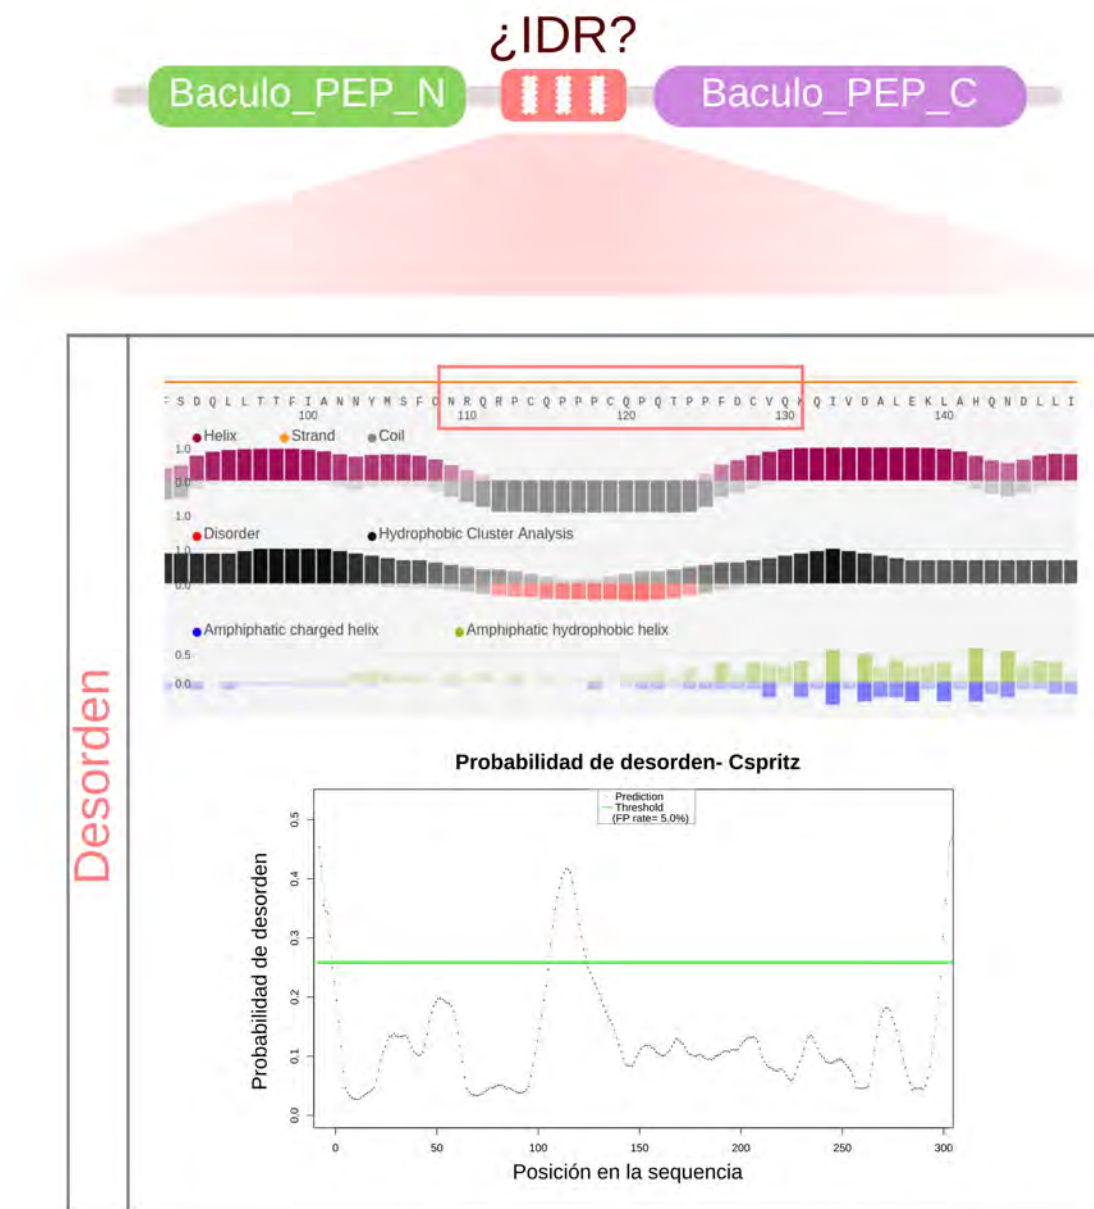 ¿IDR?
Baculo_PEP_N
Baculo_PEP_C
Desorden
F S D Q L L T T F I A N N Y M S F C N R Q R P C Q P P P C Q P Q T P P F D C V Q K Q I V D A L E K L A H Q N D L L I
100 110 120 130 140
Helix Strand Coil
1.0
0.0
1.0
Disorder Hydrophobic Cluster Analysis
1.0
0.0
Amphiphatic charged helix Amphiphatic hydrophobic helix
0.5
0.0
Probabilidad de desorden- Cspritz
Prediction
Threshold
(FP rate= 5.0%)
Probabilidad de desorden
0.5
0.4
0.3
0.2
0.1
0.0
0 50 100 150 200 250 300
Posición en la sequencia